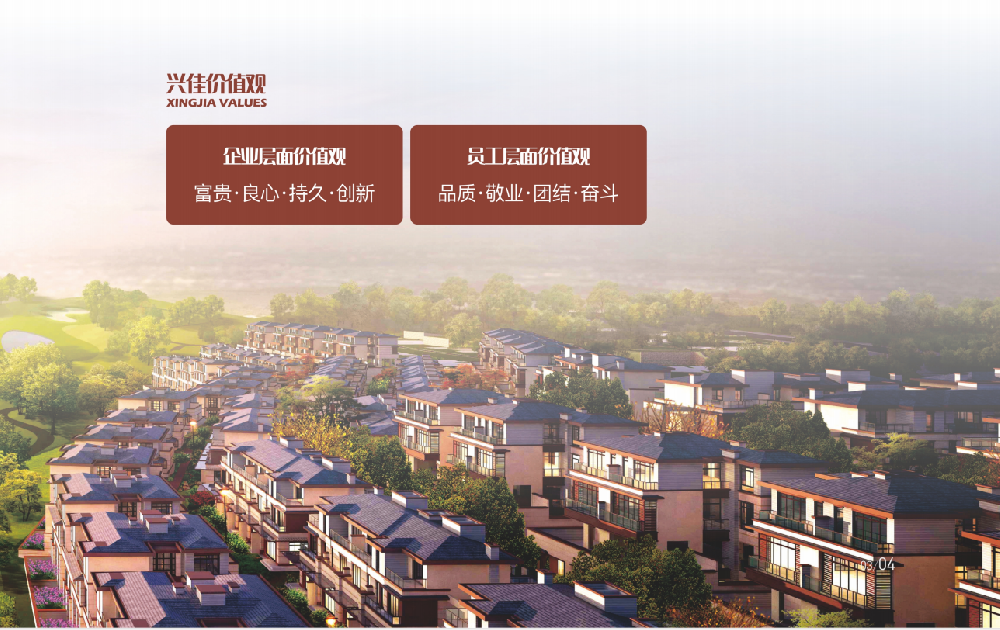 兴佳价值观
XINGJIA VALUES
企业层面价值观
富贵·良心·持久·创新
员工层面价值观
品质·敬业·团结·奋斗
03/04